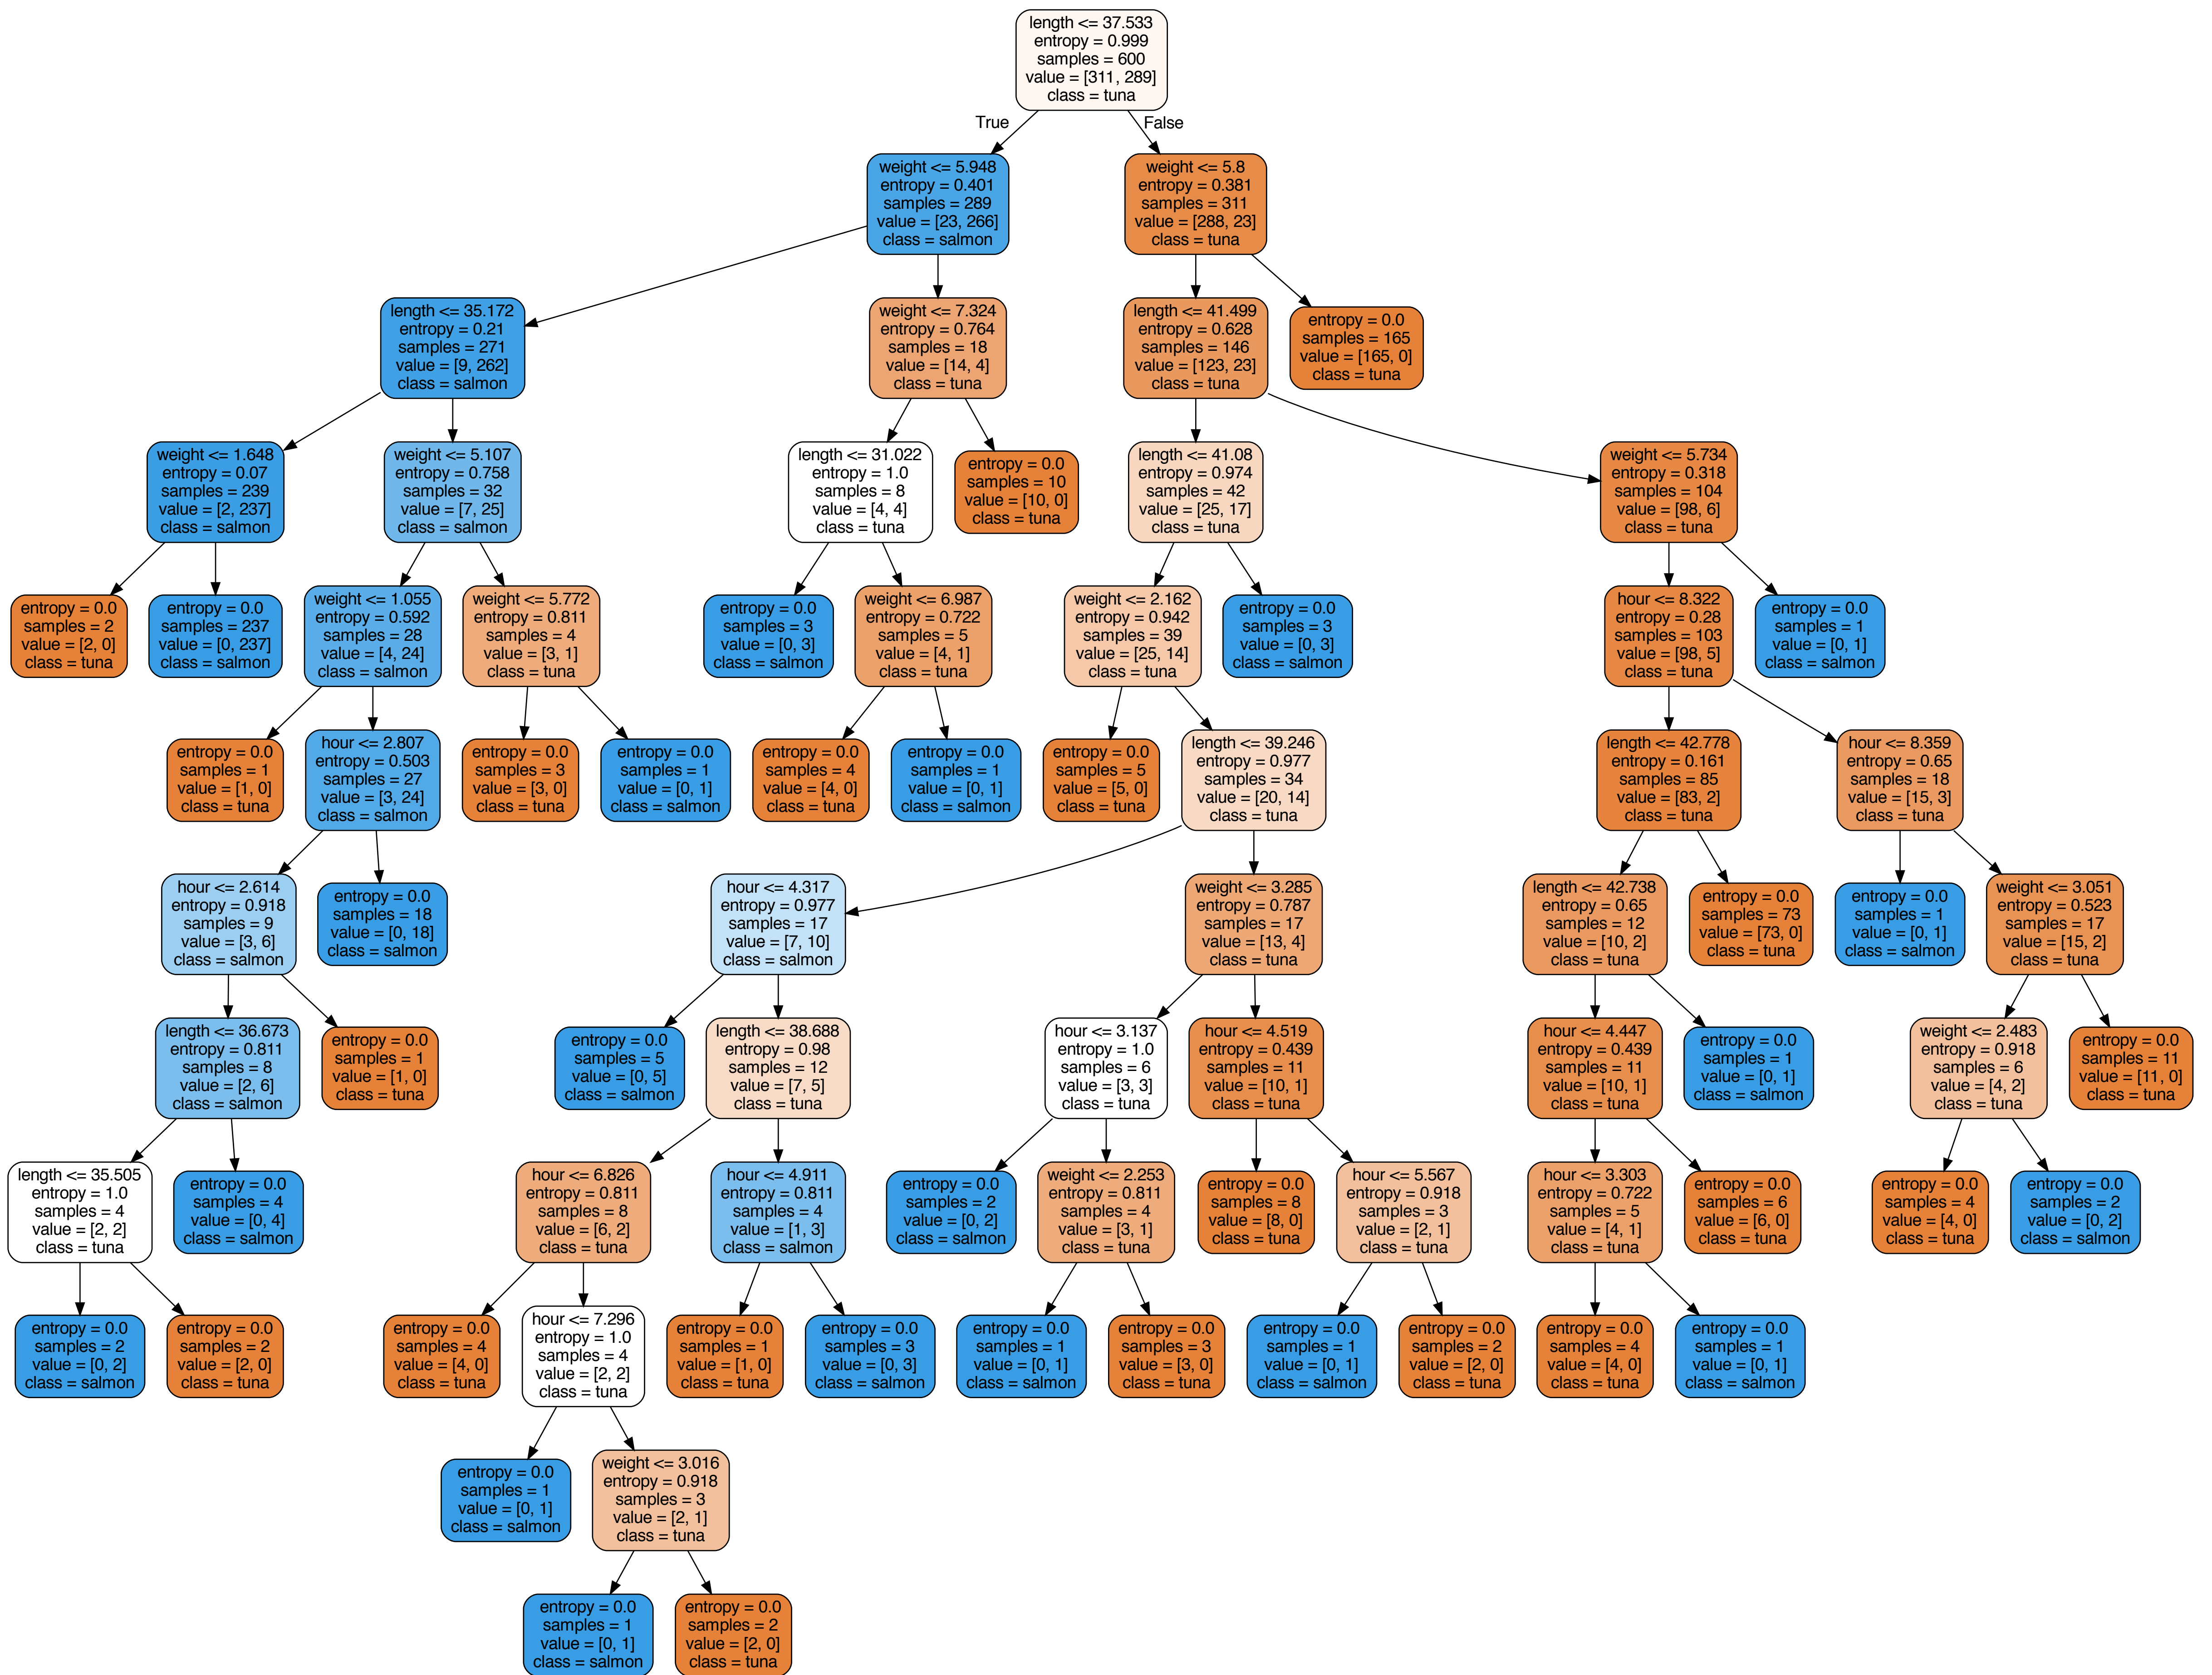 length <= 37.533
entropy = 0.999
samples = 600
value = [311, 289]
class = tuna
True
False
weight <= 5.948
entropy = 0.401
samples = 289
value = [23, 266]
class = salmon
weight <= 5.8
entropy = 0.381
samples = 311
value = [288, 23]
class = tuna
length <= 35.172
entropy = 0.21
samples = 271
value = [9, 262]
class = salmon
weight <= 7.324
entropy = 0.764
samples = 18
value = [14, 4]
class = tuna
length <= 41.499
entropy = 0.628
samples = 146
value = [123, 23]
class = tuna
entropy = 0.0
samples = 165
value = [165, 0]
class = tuna
weight <= 1.648
entropy = 0.07
samples = 239
value = [2, 237]
class = salmon
weight <= 5.107
entropy = 0.758
samples = 32
value = [7, 25]
class = salmon
length <= 31.022
entropy = 1.0
samples = 8
value = [4, 4]
class = tuna
entropy = 0.0
samples = 10
value = [10, 0]
class = tuna
length <= 41.08
entropy = 0.974
samples = 42
value = [25, 17]
class = tuna
weight <= 5.734
entropy = 0.318
samples = 104
value = [98, 6]
class = tuna
entropy = 0.0
samples = 2
value = [2, 0]
class = tuna
entropy = 0.0
samples = 237
value = [0, 237]
class = salmon
weight <= 1.055
entropy = 0.592
samples = 28
value = [4, 24]
class = salmon
weight <= 5.772
entropy = 0.811
samples = 4
value = [3, 1]
class = tuna
entropy = 0.0
samples = 3
value = [0, 3]
class = salmon
weight <= 6.987
entropy = 0.722
samples = 5
value = [4, 1]
class = tuna
weight <= 2.162
entropy = 0.942
samples = 39
value = [25, 14]
class = tuna
entropy = 0.0
samples = 3
value = [0, 3]
class = salmon
hour <= 8.322
entropy = 0.28
samples = 103
value = [98, 5]
class = tuna
entropy = 0.0
samples = 1
value = [0, 1]
class = salmon
entropy = 0.0
samples = 1
value = [1, 0]
class = tuna
hour <= 2.807
entropy = 0.503
samples = 27
value = [3, 24]
class = salmon
entropy = 0.0
samples = 3
value = [3, 0]
class = tuna
entropy = 0.0
samples = 1
value = [0, 1]
class = salmon
entropy = 0.0
samples = 4
value = [4, 0]
class = tuna
entropy = 0.0
samples = 1
value = [0, 1]
class = salmon
entropy = 0.0
samples = 5
value = [5, 0]
class = tuna
length <= 39.246
entropy = 0.977
samples = 34
value = [20, 14]
class = tuna
length <= 42.778
entropy = 0.161
samples = 85
value = [83, 2]
class = tuna
hour <= 8.359
entropy = 0.65
samples = 18
value = [15, 3]
class = tuna
hour <= 2.614
entropy = 0.918
samples = 9
value = [3, 6]
class = salmon
entropy = 0.0
samples = 18
value = [0, 18]
class = salmon
hour <= 4.317
entropy = 0.977
samples = 17
value = [7, 10]
class = salmon
weight <= 3.285
entropy = 0.787
samples = 17
value = [13, 4]
class = tuna
length <= 42.738
entropy = 0.65
samples = 12
value = [10, 2]
class = tuna
entropy = 0.0
samples = 73
value = [73, 0]
class = tuna
entropy = 0.0
samples = 1
value = [0, 1]
class = salmon
weight <= 3.051
entropy = 0.523
samples = 17
value = [15, 2]
class = tuna
length <= 36.673
entropy = 0.811
samples = 8
value = [2, 6]
class = salmon
entropy = 0.0
samples = 1
value = [1, 0]
class = tuna
entropy = 0.0
samples = 5
value = [0, 5]
class = salmon
length <= 38.688
entropy = 0.98
samples = 12
value = [7, 5]
class = tuna
hour <= 3.137
entropy = 1.0
samples = 6
value = [3, 3]
class = tuna
hour <= 4.519
entropy = 0.439
samples = 11
value = [10, 1]
class = tuna
hour <= 4.447
entropy = 0.439
samples = 11
value = [10, 1]
class = tuna
entropy = 0.0
samples = 1
value = [0, 1]
class = salmon
weight <= 2.483
entropy = 0.918
samples = 6
value = [4, 2]
class = tuna
entropy = 0.0
samples = 11
value = [11, 0]
class = tuna
length <= 35.505
entropy = 1.0
samples = 4
value = [2, 2]
class = tuna
entropy = 0.0
samples = 4
value = [0, 4]
class = salmon
hour <= 6.826
entropy = 0.811
samples = 8
value = [6, 2]
class = tuna
hour <= 4.911
entropy = 0.811
samples = 4
value = [1, 3]
class = salmon
entropy = 0.0
samples = 2
value = [0, 2]
class = salmon
weight <= 2.253
entropy = 0.811
samples = 4
value = [3, 1]
class = tuna
entropy = 0.0
samples = 8
value = [8, 0]
class = tuna
hour <= 5.567
entropy = 0.918
samples = 3
value = [2, 1]
class = tuna
hour <= 3.303
entropy = 0.722
samples = 5
value = [4, 1]
class = tuna
entropy = 0.0
samples = 6
value = [6, 0]
class = tuna
entropy = 0.0
samples = 4
value = [4, 0]
class = tuna
entropy = 0.0
samples = 2
value = [0, 2]
class = salmon
entropy = 0.0
samples = 2
value = [0, 2]
class = salmon
entropy = 0.0
samples = 2
value = [2, 0]
class = tuna
entropy = 0.0
samples = 4
value = [4, 0]
class = tuna
hour <= 7.296
entropy = 1.0
samples = 4
value = [2, 2]
class = tuna
entropy = 0.0
samples = 1
value = [1, 0]
class = tuna
entropy = 0.0
samples = 3
value = [0, 3]
class = salmon
entropy = 0.0
samples = 1
value = [0, 1]
class = salmon
entropy = 0.0
samples = 3
value = [3, 0]
class = tuna
entropy = 0.0
samples = 1
value = [0, 1]
class = salmon
entropy = 0.0
samples = 2
value = [2, 0]
class = tuna
entropy = 0.0
samples = 4
value = [4, 0]
class = tuna
entropy = 0.0
samples = 1
value = [0, 1]
class = salmon
entropy = 0.0
samples = 1
value = [0, 1]
class = salmon
weight <= 3.016
entropy = 0.918
samples = 3
value = [2, 1]
class = tuna
entropy = 0.0
samples = 1
value = [0, 1]
class = salmon
entropy = 0.0
samples = 2
value = [2, 0]
class = tuna